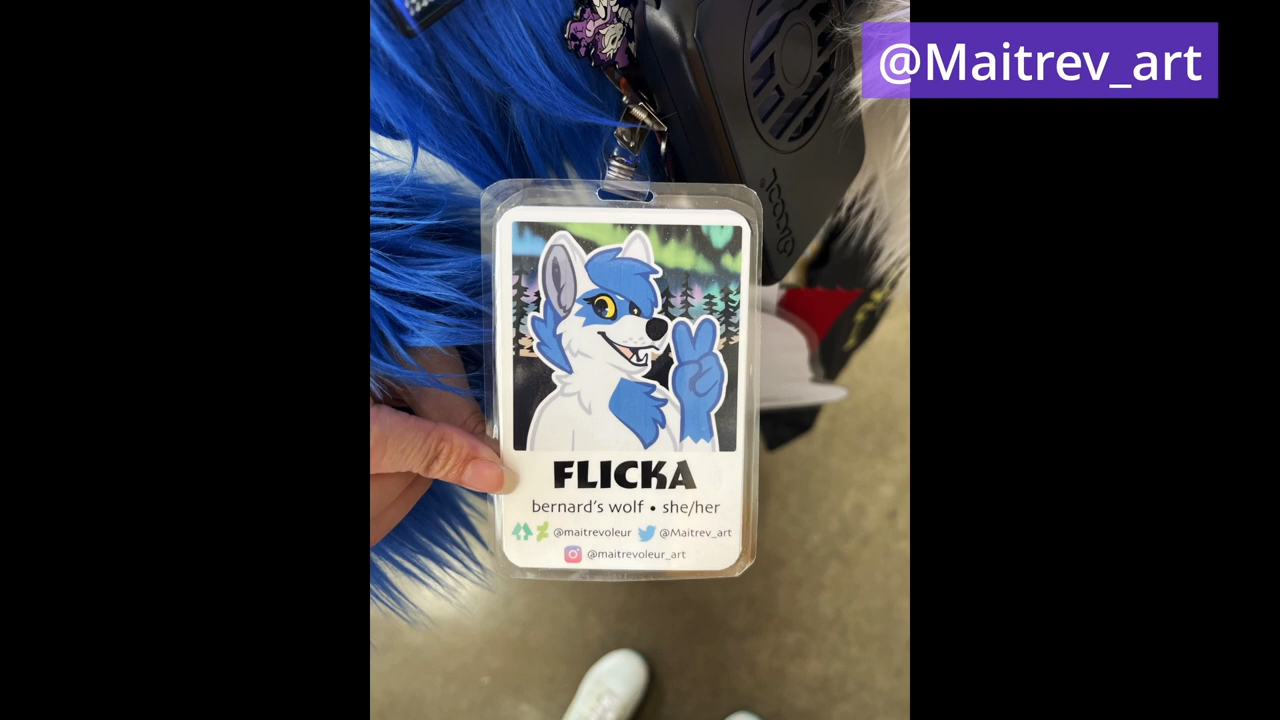 @Maitrev_art
FLICKA
bernard's wolf • she/her
@maitrevoleur @Maitrev_art
@maitrevoleur_art